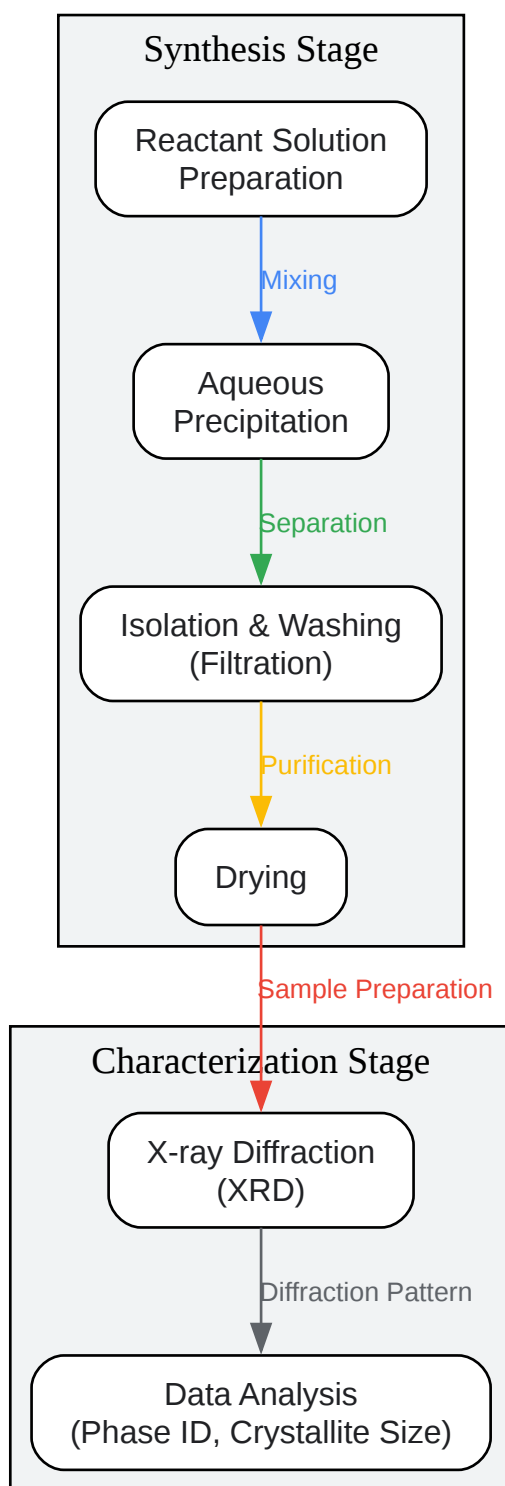 Synthesis Stage
Reactant Solution
Preparation
Mixing
Aqueous
Precipitation
Separation
Isolation & Washing
(Filtration)
Purification
Drying
Sample Preparation
Characterization Stage
X-ray Diffraction
(XRD)
Diffraction Pattern
Data Analysis
(Phase ID, Crystallite Size)